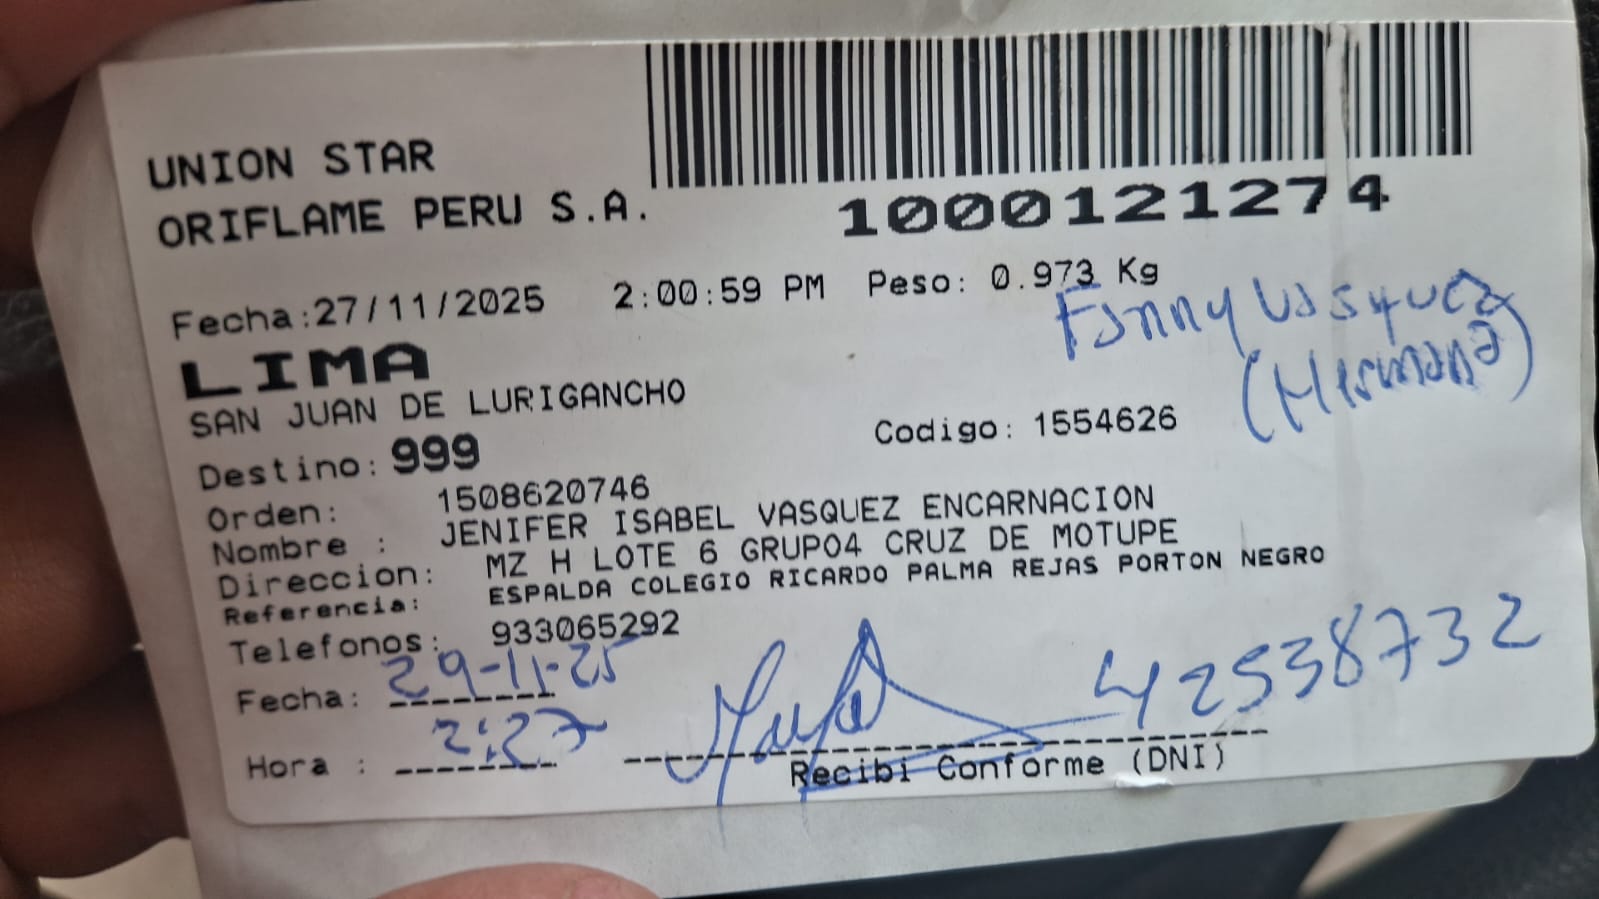 UNION STAR
ORIFLAME PERU S.A.
1000121274
Fecha:27/11/2025 2:00:59 PM Peso: 0.973 Kg
Fanny Vasquez
(Hermana)
LIMA
SAN JUAN DE LURIGANCHO
Destino: 999 Codigo: 1554626
Orden: 1508620746
Nombre : JENIFER ISABEL VASQUEZ ENCARNACION
Direccion: MZ H LOTE 6 GRUPO4 CRUZ DE MOTUPE
Referencia: ESPALDA COLEGIO RICARDO PALMA REJAS PORTON NEGRO
Telefonos: 933065292
Fecha: 29-11-25
42538732
Hora : 2:27
Recibi Conforme (DNI)